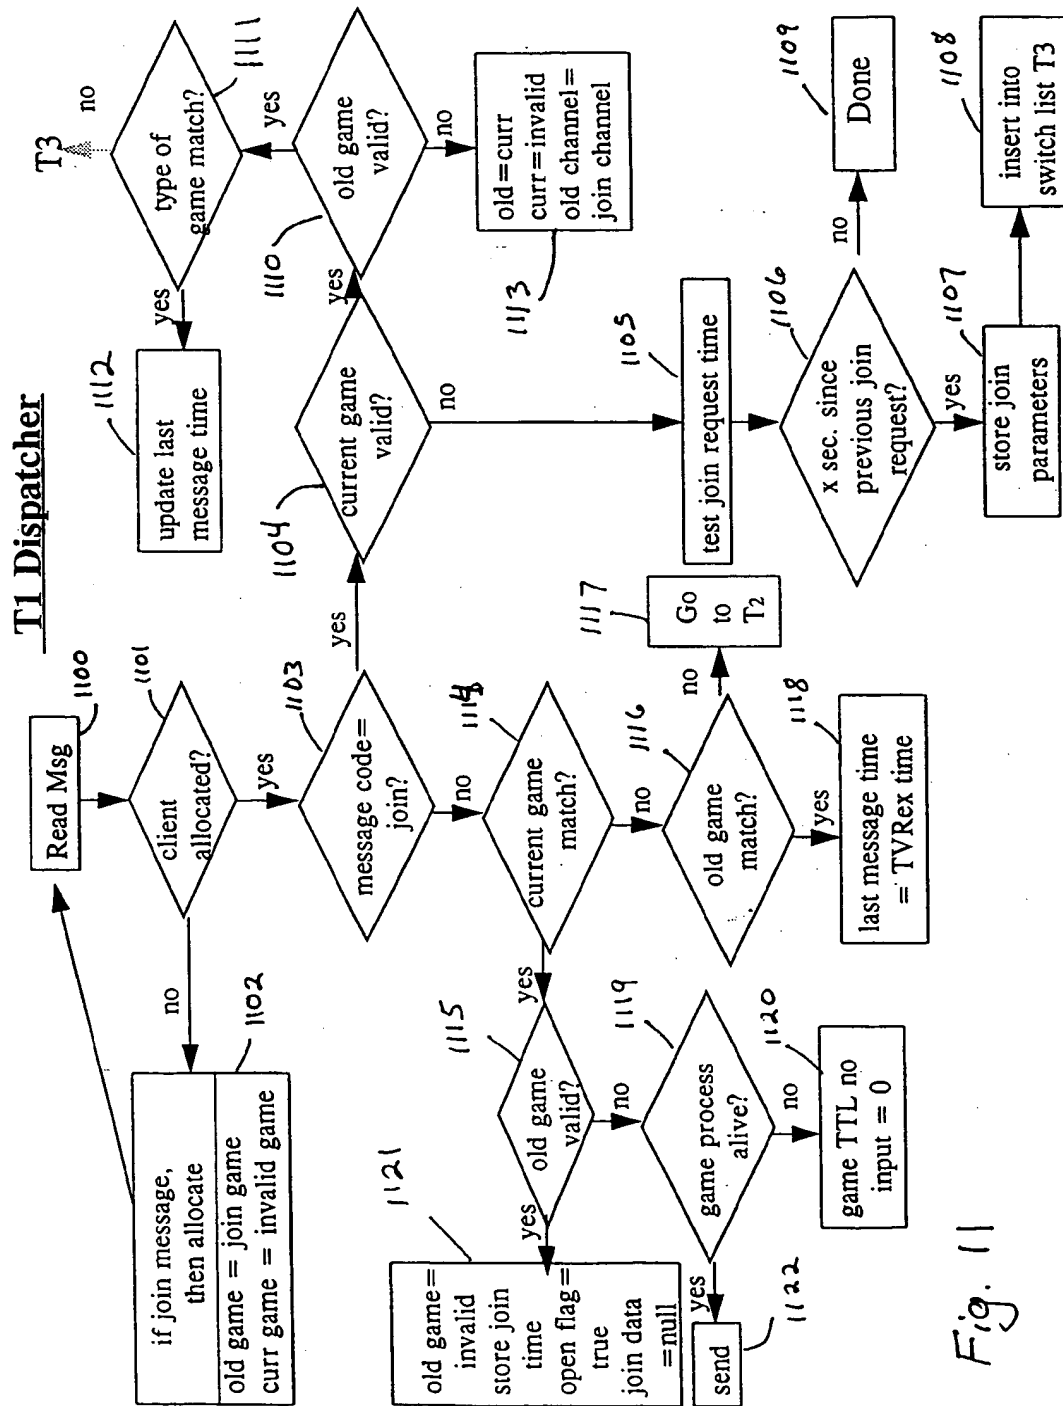 T1 Dispatcher
Read Msg
1100
client
allocated?
1101
no
yes
if join message,
then allocate
old game = join game
curr game = invalid game
1102
message code=
join?
1103
yes
no
current game
valid?
1104
yes
no
old game
valid?
1110
yes
no
type of
game match?
1111
no
T3
yes
update last
message time
1112
old=curr
curr=invalid
old channel=
join channel
1113
test join request time
1105
x sec. since
previous join
request?
1106
no
Done
1109
yes
store join
parameters
1107
insert into
switch list T3
1108
current game
match?
1114
yes
no
old game
match?
1116
no
Go
to
T2
1117
yes
last message time
= TVRex time
1118
old game
valid?
1115
yes
no
old game=
invalid
store join
time
open flag=
true
join data
=null
1121
game process
alive?
1119
yes
send
1122
no
game TTL no
input = 0
1120
Fig. 11